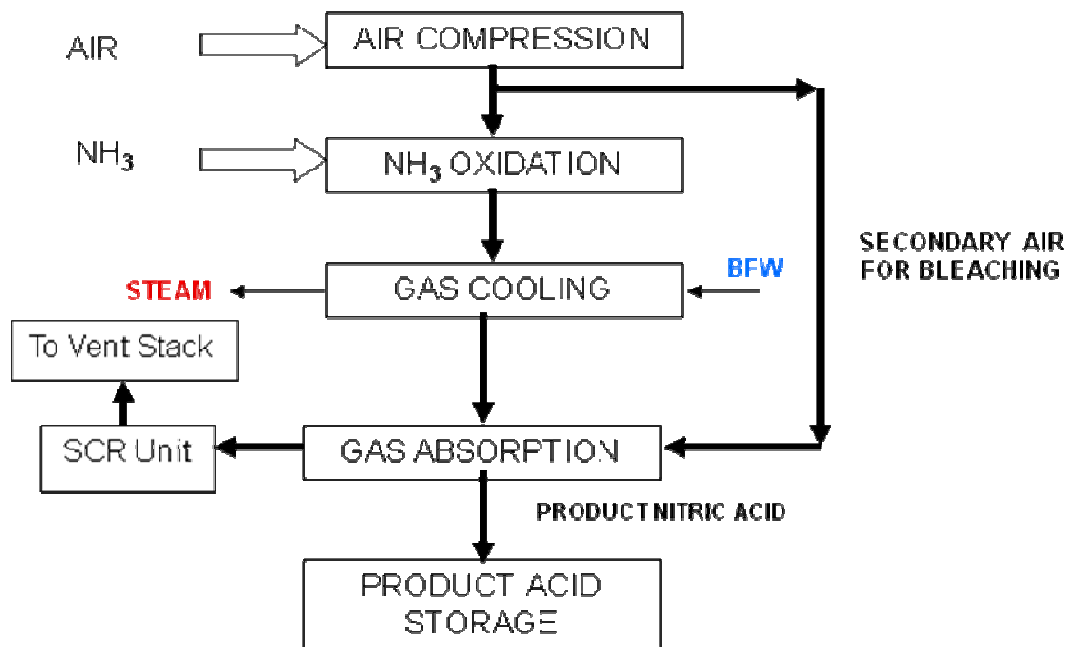 AIR
AIR COMPRESSION
NH₃
NH₃ OXIDATION
SECONDARY AIR
FOR BLEACHING
BFW
STEAM
GAS COOLING
To Vent Stack
SCR Unit
GAS ABSORPTION
PRODUCT NITRIC ACID
PRODUCT ACID
STORAGE